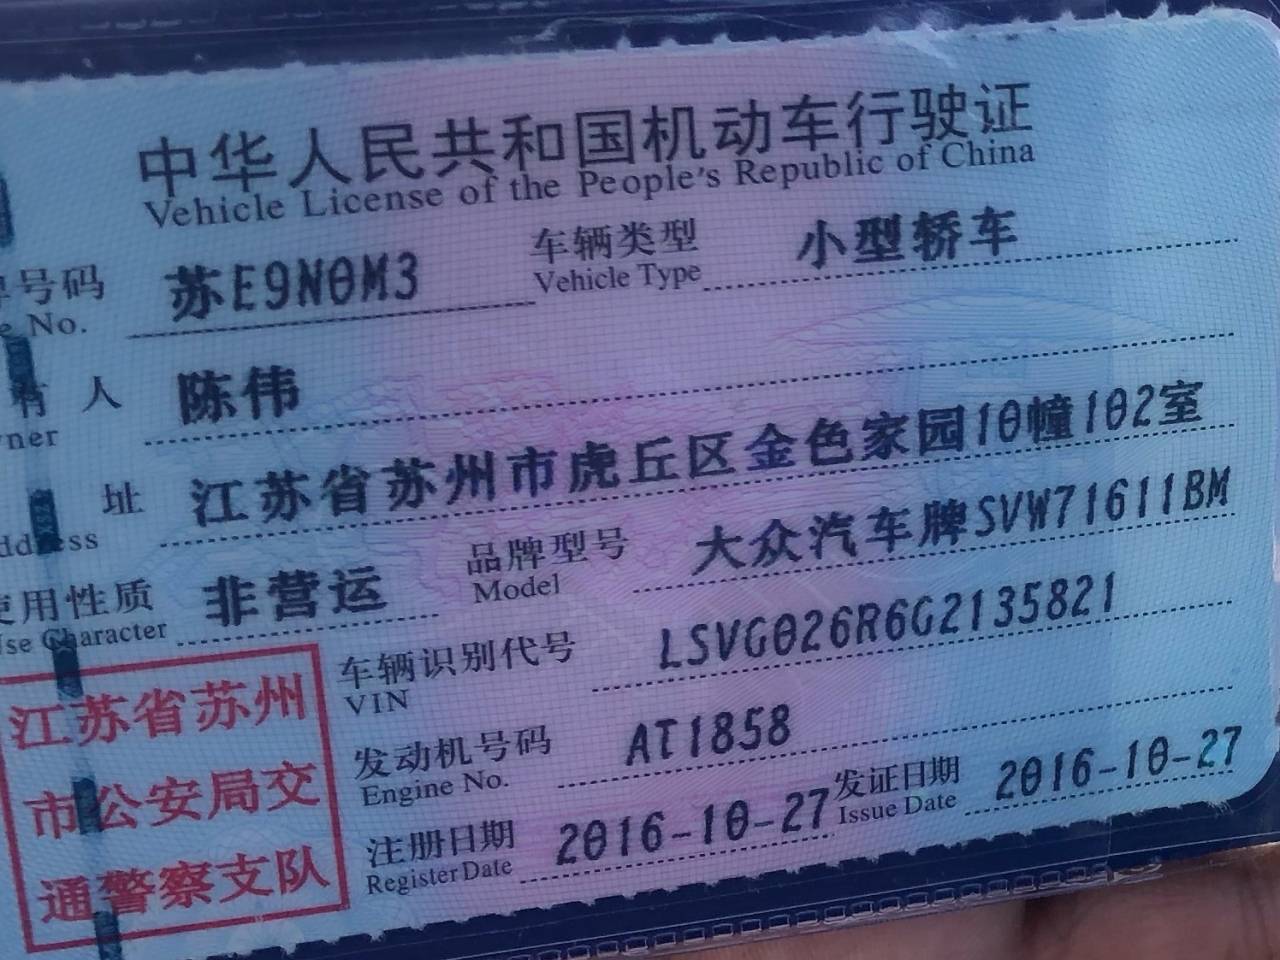 中华人民共和国机动车行驶证
Vehicle License of the People's Republic of China
号码 苏E9N0M3 车辆类型 小型轿车
No. Vehicle Type
有人 陈伟
址 江苏省苏州市虎丘区金色家园10幢102室
使用性质 非营运 品牌型号 大众汽车牌SVW71611BM
Use Character Model
车辆识别代号 LSVG026R6G2135821
VIN
发动机号码 AT1858
Engine No.
注册日期 2016-10-27 发证日期 2016-10-27
Register Date Issue Date
江苏省苏州
市公安局交
通警察支队